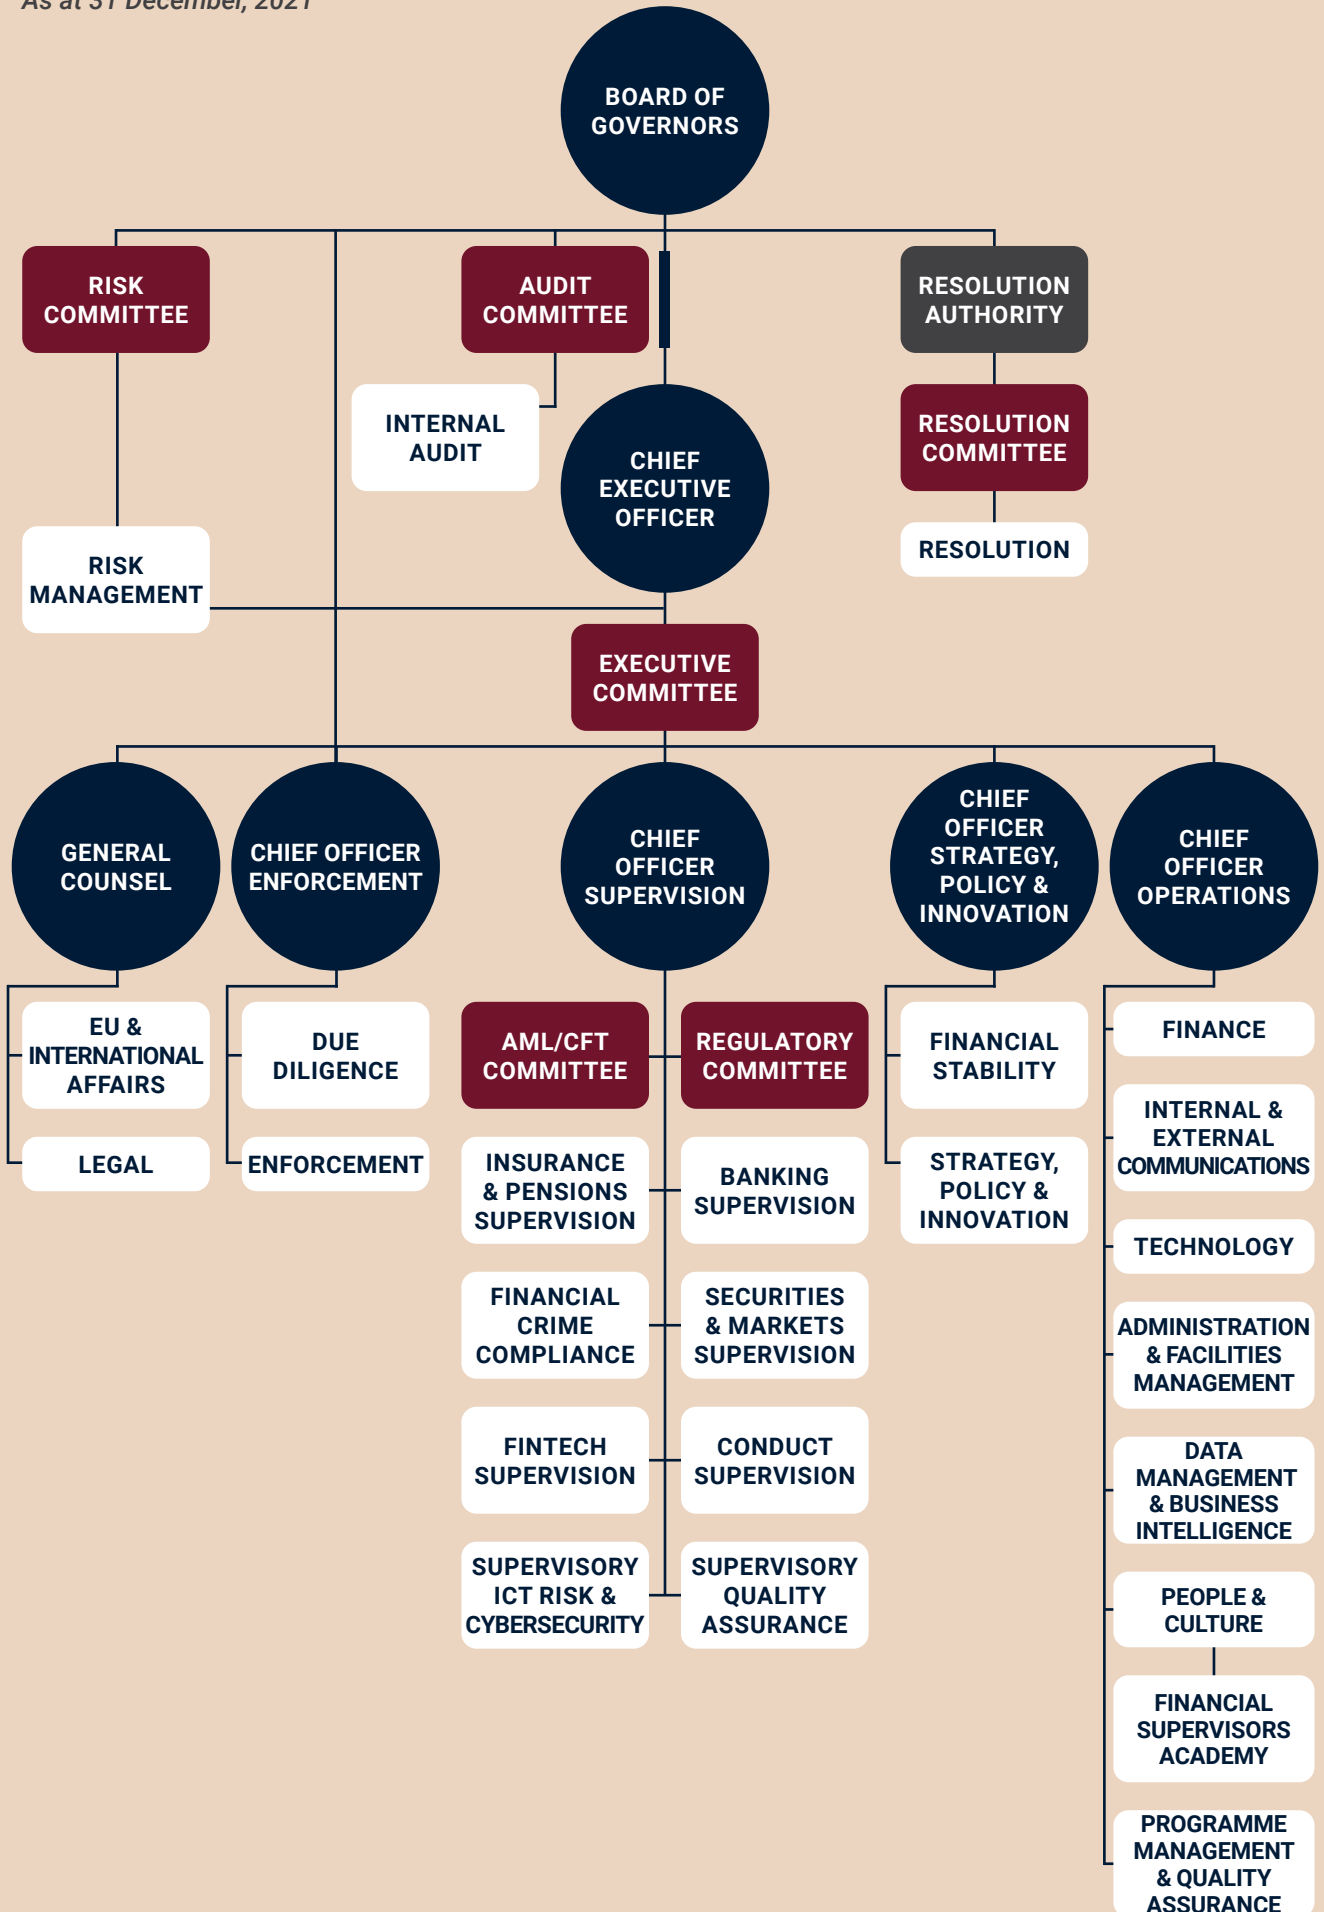 As at 31 December, 2021
BOARD OF
GOVERNORS
RISK
COMMITTEE
AUDIT
COMMITTEE
RESOLUTION
AUTHORITY
INTERNAL
AUDIT
CHIEF
EXECUTIVE
OFFICER
RESOLUTION
COMMITTEE
RESOLUTION
RISK
MANAGEMENT
EXECUTIVE
COMMITTEE
GENERAL
COUNSEL
CHIEF OFFICER
ENFORCEMENT
CHIEF
OFFICER
SUPERVISION
CHIEF
OFFICER
STRATEGY,
POLICY &
INNOVATION
CHIEF
OFFICER
OPERATIONS
EU &
INTERNATIONAL
AFFAIRS
LEGAL
DUE
DILIGENCE
ENFORCEMENT
AML/CFT
COMMITTEE
REGULATORY
COMMITTEE
INSURANCE
& PENSIONS
SUPERVISION
BANKING
SUPERVISION
FINANCIAL
CRIME
COMPLIANCE
SECURITIES
& MARKETS
SUPERVISION
FINTECH
SUPERVISION
CONDUCT
SUPERVISION
SUPERVISORY
ICT RISK &
CYBERSECURITY
SUPERVISORY
QUALITY
ASSURANCE
FINANCIAL
STABILITY
STRATEGY,
POLICY &
INNOVATION
FINANCE
INTERNAL &
EXTERNAL
COMMUNICATIONS
TECHNOLOGY
ADMINISTRATION
& FACILITIES
MANAGEMENT
DATA
MANAGEMENT
& BUSINESS
INTELLIGENCE
PEOPLE &
CULTURE
FINANCIAL
SUPERVISORS
ACADEMY
PROGRAMME
MANAGEMENT
& QUALITY
ASSURANCE